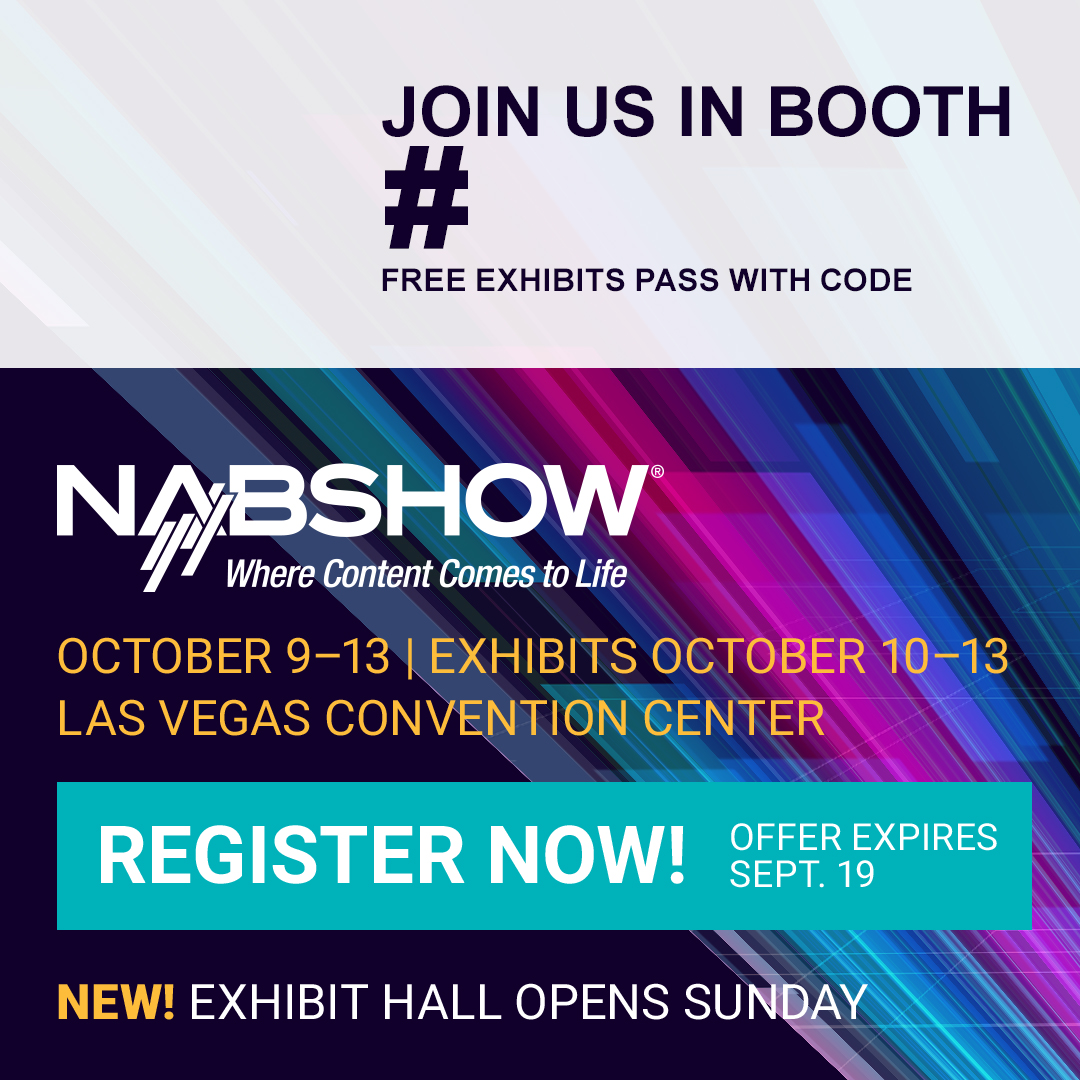 JOIN US IN BOOTH
#
FREE EXHIBITS PASS WITH CODE
NABSHOW®
Where Content Comes to Life
OCTOBER 9–13 | EXHIBITS OCTOBER 10–13
LAS VEGAS CONVENTION CENTER
REGISTER NOW!
OFFER EXPIRES
SEPT. 19
NEW! EXHIBIT HALL OPENS SUNDAY